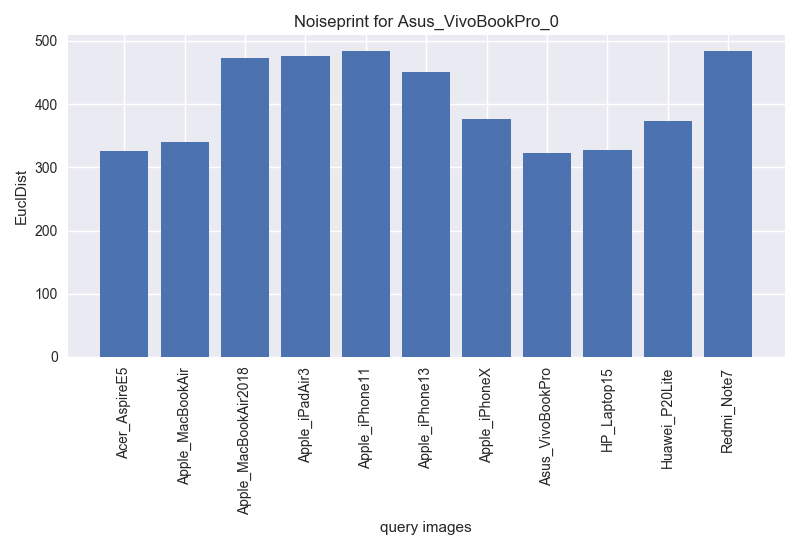 Noiseprint for Asus_VivoBookPro_0
EuclDist
500
400
300
200
100
0
Acer_AspireE5
Apple_MacBookAir
Apple_MacBookAir2018
Apple_iPadAir3
Apple_iPhone11
Apple_iPhone13
Apple_iPhoneX
Asus_VivoBookPro
HP_Laptop15
Huawei_P20Lite
Redmi_Note7
query images